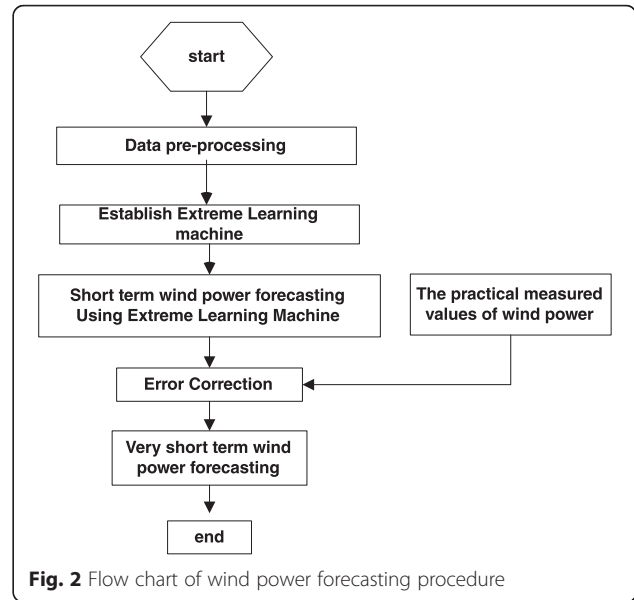 start
Data pre-processing
Establish Extreme Learning
machine
Short term wind power forecasting
Using Extreme Learning Machine
The practical measured
values of wind power
Error Correction
Very short term wind
power forecasting
end
Fig. 2 Flow chart of wind power forecasting procedure